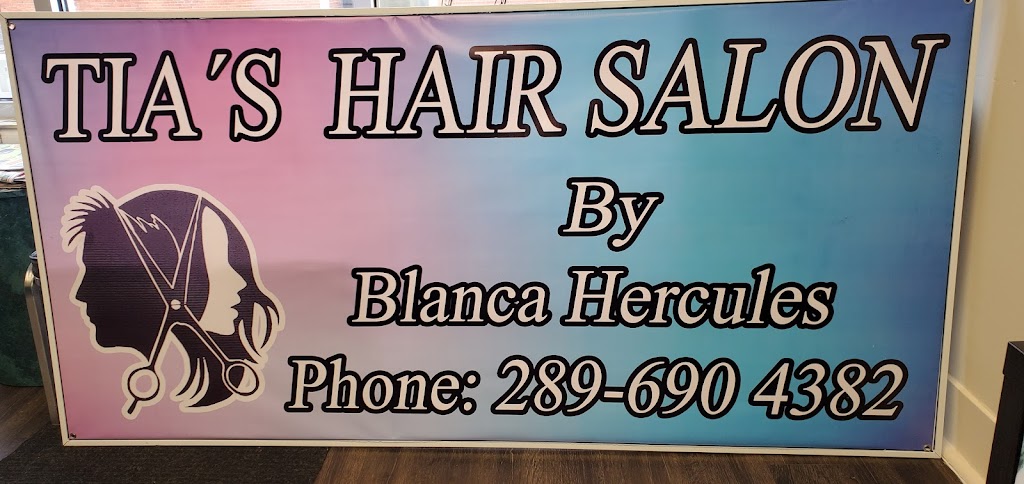 TIA´S HAIR SALON
By
Blanca Hercules
Phone: 289-690 4382